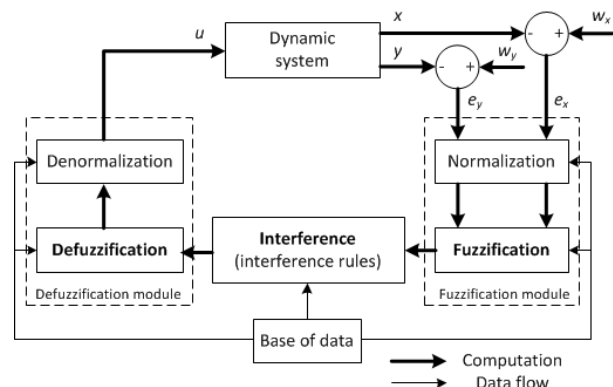 u
Dynamic
system
x
y
-
+
w_x
-
+
w_y
e_y
e_x
Denormalization
Normalization
Defuzzification
Interference
(interference rules)
Fuzzification
Defuzzification module
Fuzzification module
Base of data
Computation
Data flow